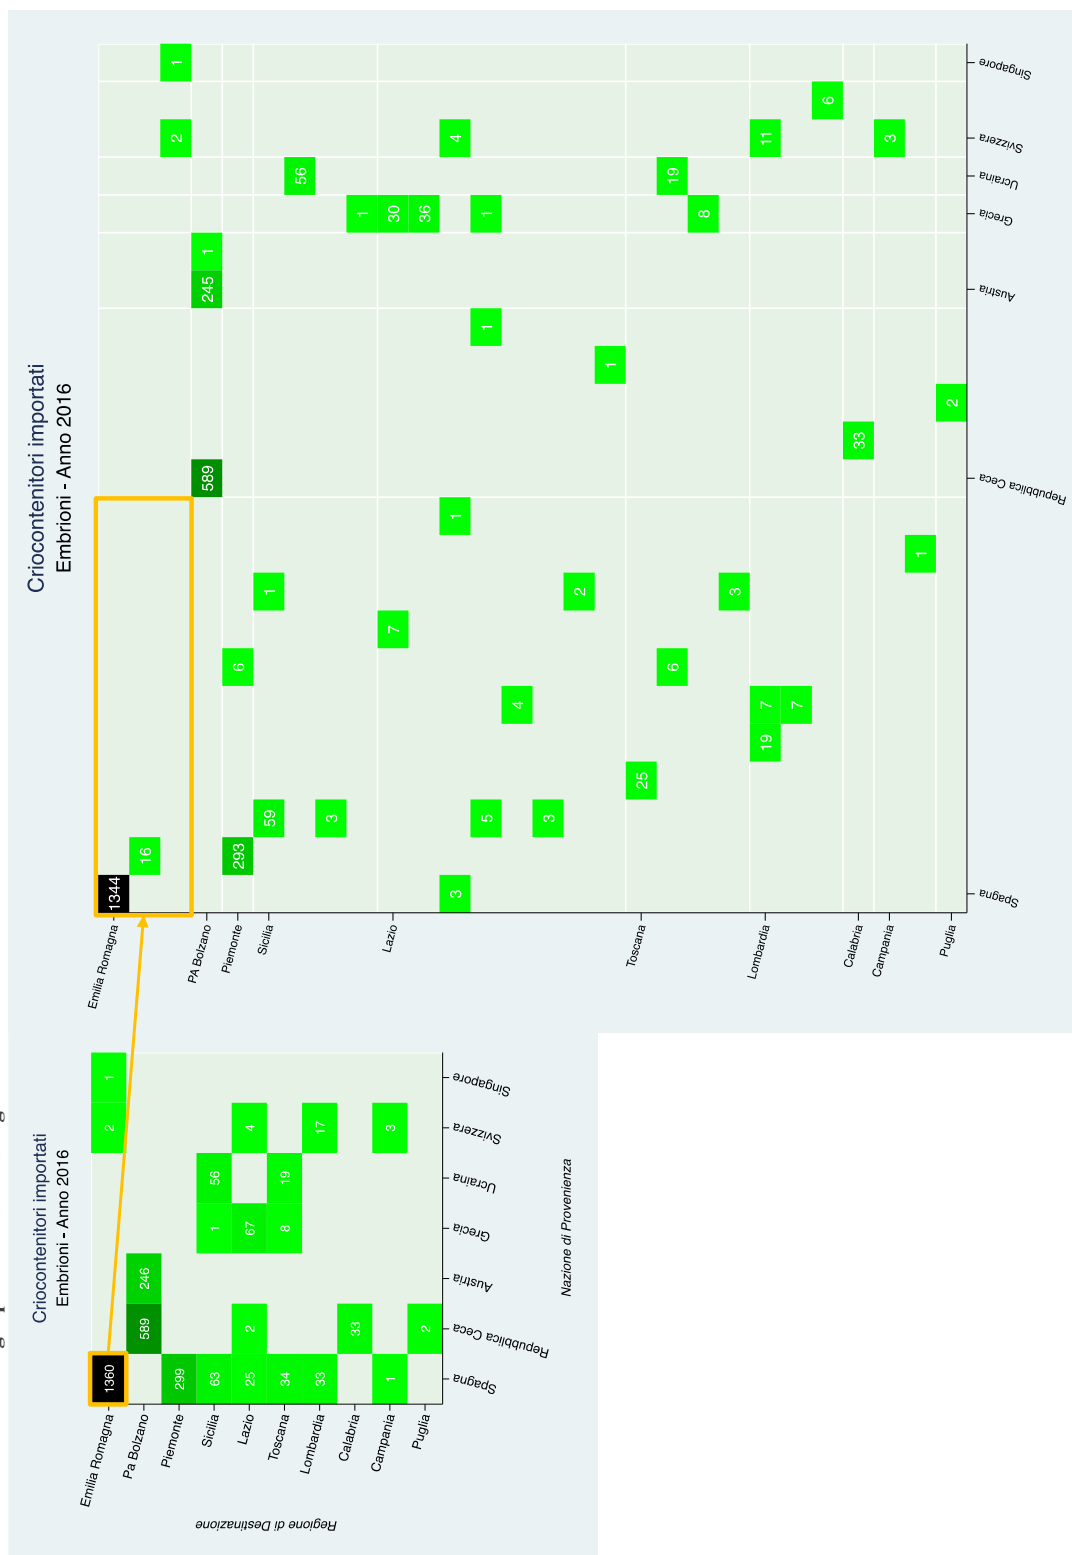 Criocontenitori importati
Embrioni - Anno 2016
Regione di Destinazione
Emilia Romagna 1360 2 1
Pa Bolzano 589 246
Piemonte 299
Sicilia 63 1 56
Lazio 25 2 67 4
Toscana 34 8 19
Lombardia 33 17
Calabria 33
Campania 1 3
Puglia 2
Spagna Repubblica Ceca Austria Grecia Ucraina Svizzera Singapore
Nazione di Provenienza
Criocontenitori importati
Embrioni - Anno 2016
Emilia Romagna 1344
16
2 1
PA Bolzano 589 245 1
Piemonte 293 6
Sicilia 59 1
56
3
1
Lazio 7 30
36
3 1 4
5 1 1
4
3
2
1
Toscana 25
6 19
8
3
Lombardia 19 7 11
7
6
Calabria 33
Campania 3
1
Puglia 2
Spagna Repubblica Ceca Austria Grecia Ucraina Svizzera Singapore